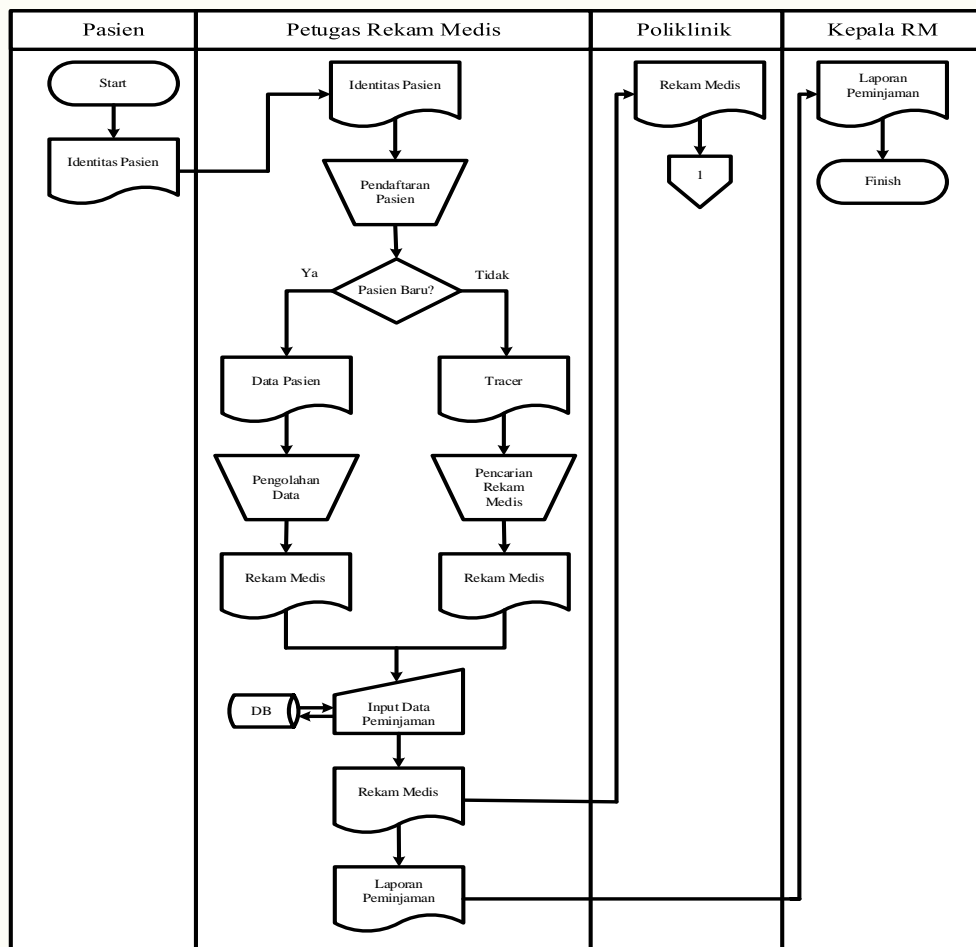 Pasien
Petugas Rekam Medis
Poliklinik
Kepala RM
Start
Identitas Pasien
Identitas Pasien
Pendaftaran
Pasien
Ya
Pasien Baru?
Tidak
Data Pasien
Tracer
Pengolahan
Data
Pencarian
Rekam
Medis
Rekam Medis
Rekam Medis
DB
Input Data
Peminjaman
Rekam Medis
Laporan
Peminjaman
Rekam Medis
1
Laporan
Peminjaman
Finish